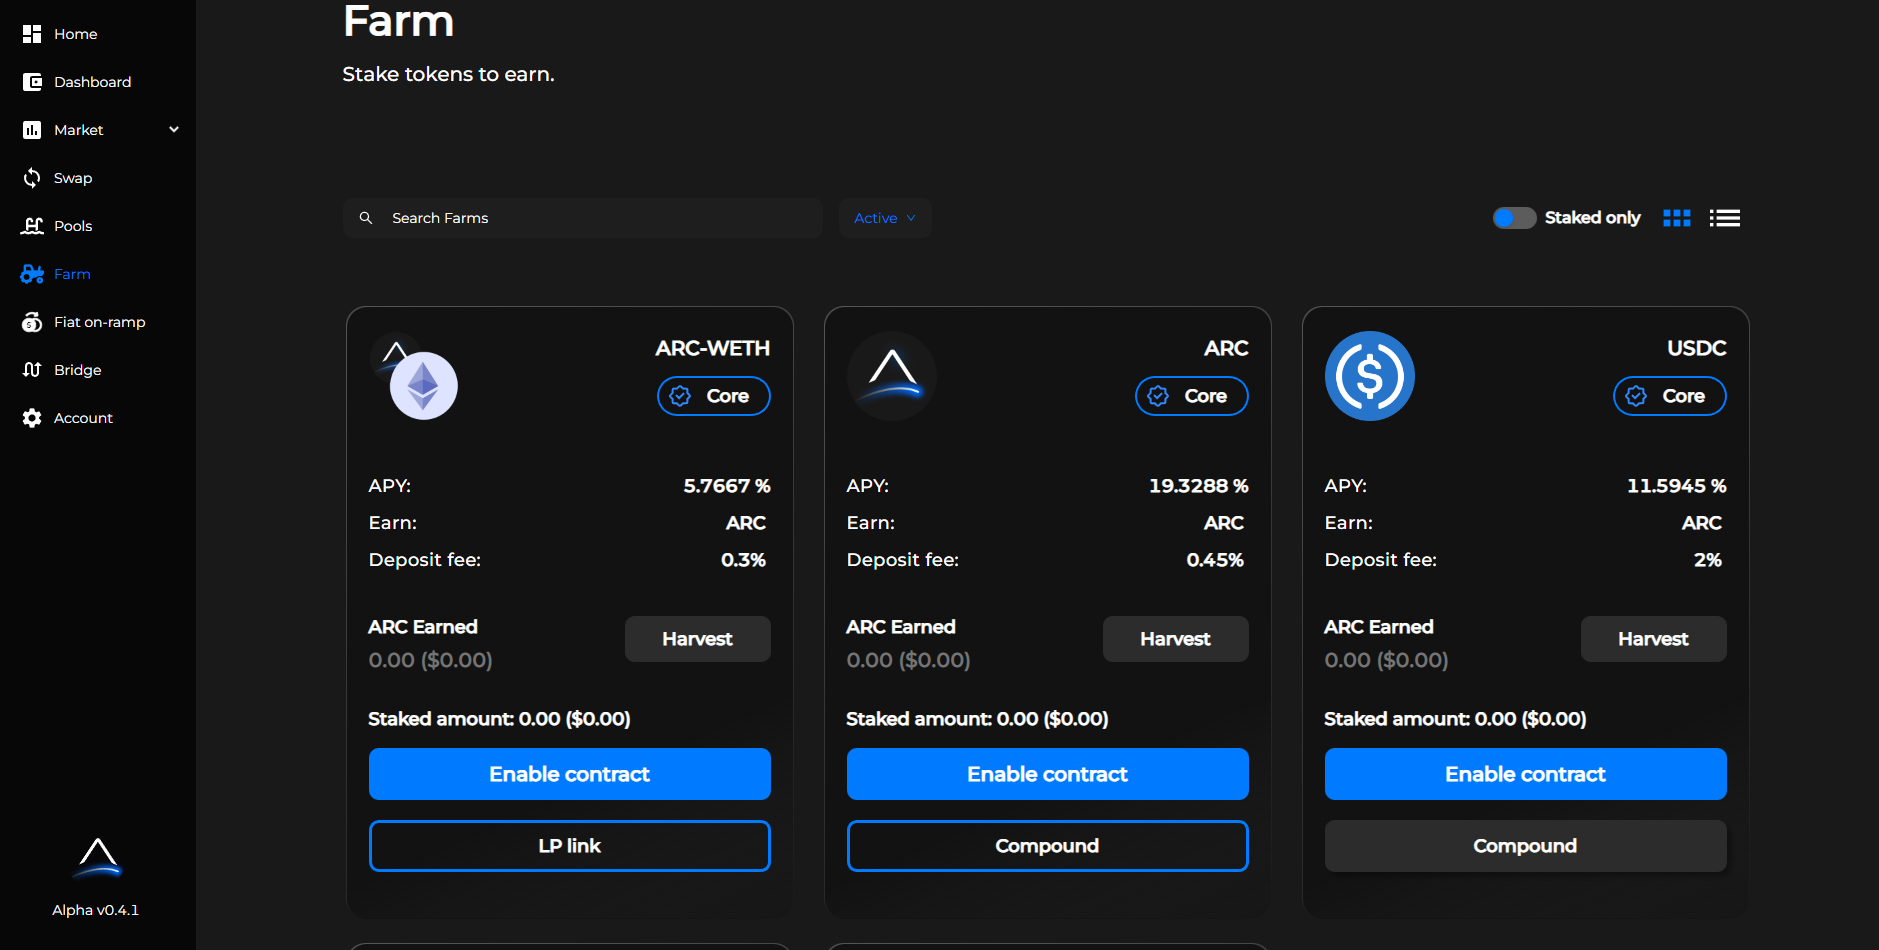 Home
Dashboard
Market
Swap
Pools
Farm
Fiat on-ramp
Bridge
Account
Alpha v0.4.1
Farm
Stake tokens to earn.
Search Farms
Active
Staked only
ARC-WETH
Core
APY: 5.7667 %
Earn: ARC
Deposit fee: 0.3%
ARC Earned
0.00 ($0.00)
Harvest
Staked amount: 0.00 ($0.00)
Enable contract
LP link
ARC
Core
APY: 19.3288 %
Earn: ARC
Deposit fee: 0.45%
ARC Earned
0.00 ($0.00)
Harvest
Staked amount: 0.00 ($0.00)
Enable contract
Compound
USDC
Core
APY: 11.5945 %
Earn: ARC
Deposit fee: 2%
ARC Earned
0.00 ($0.00)
Harvest
Staked amount: 0.00 ($0.00)
Enable contract
Compound